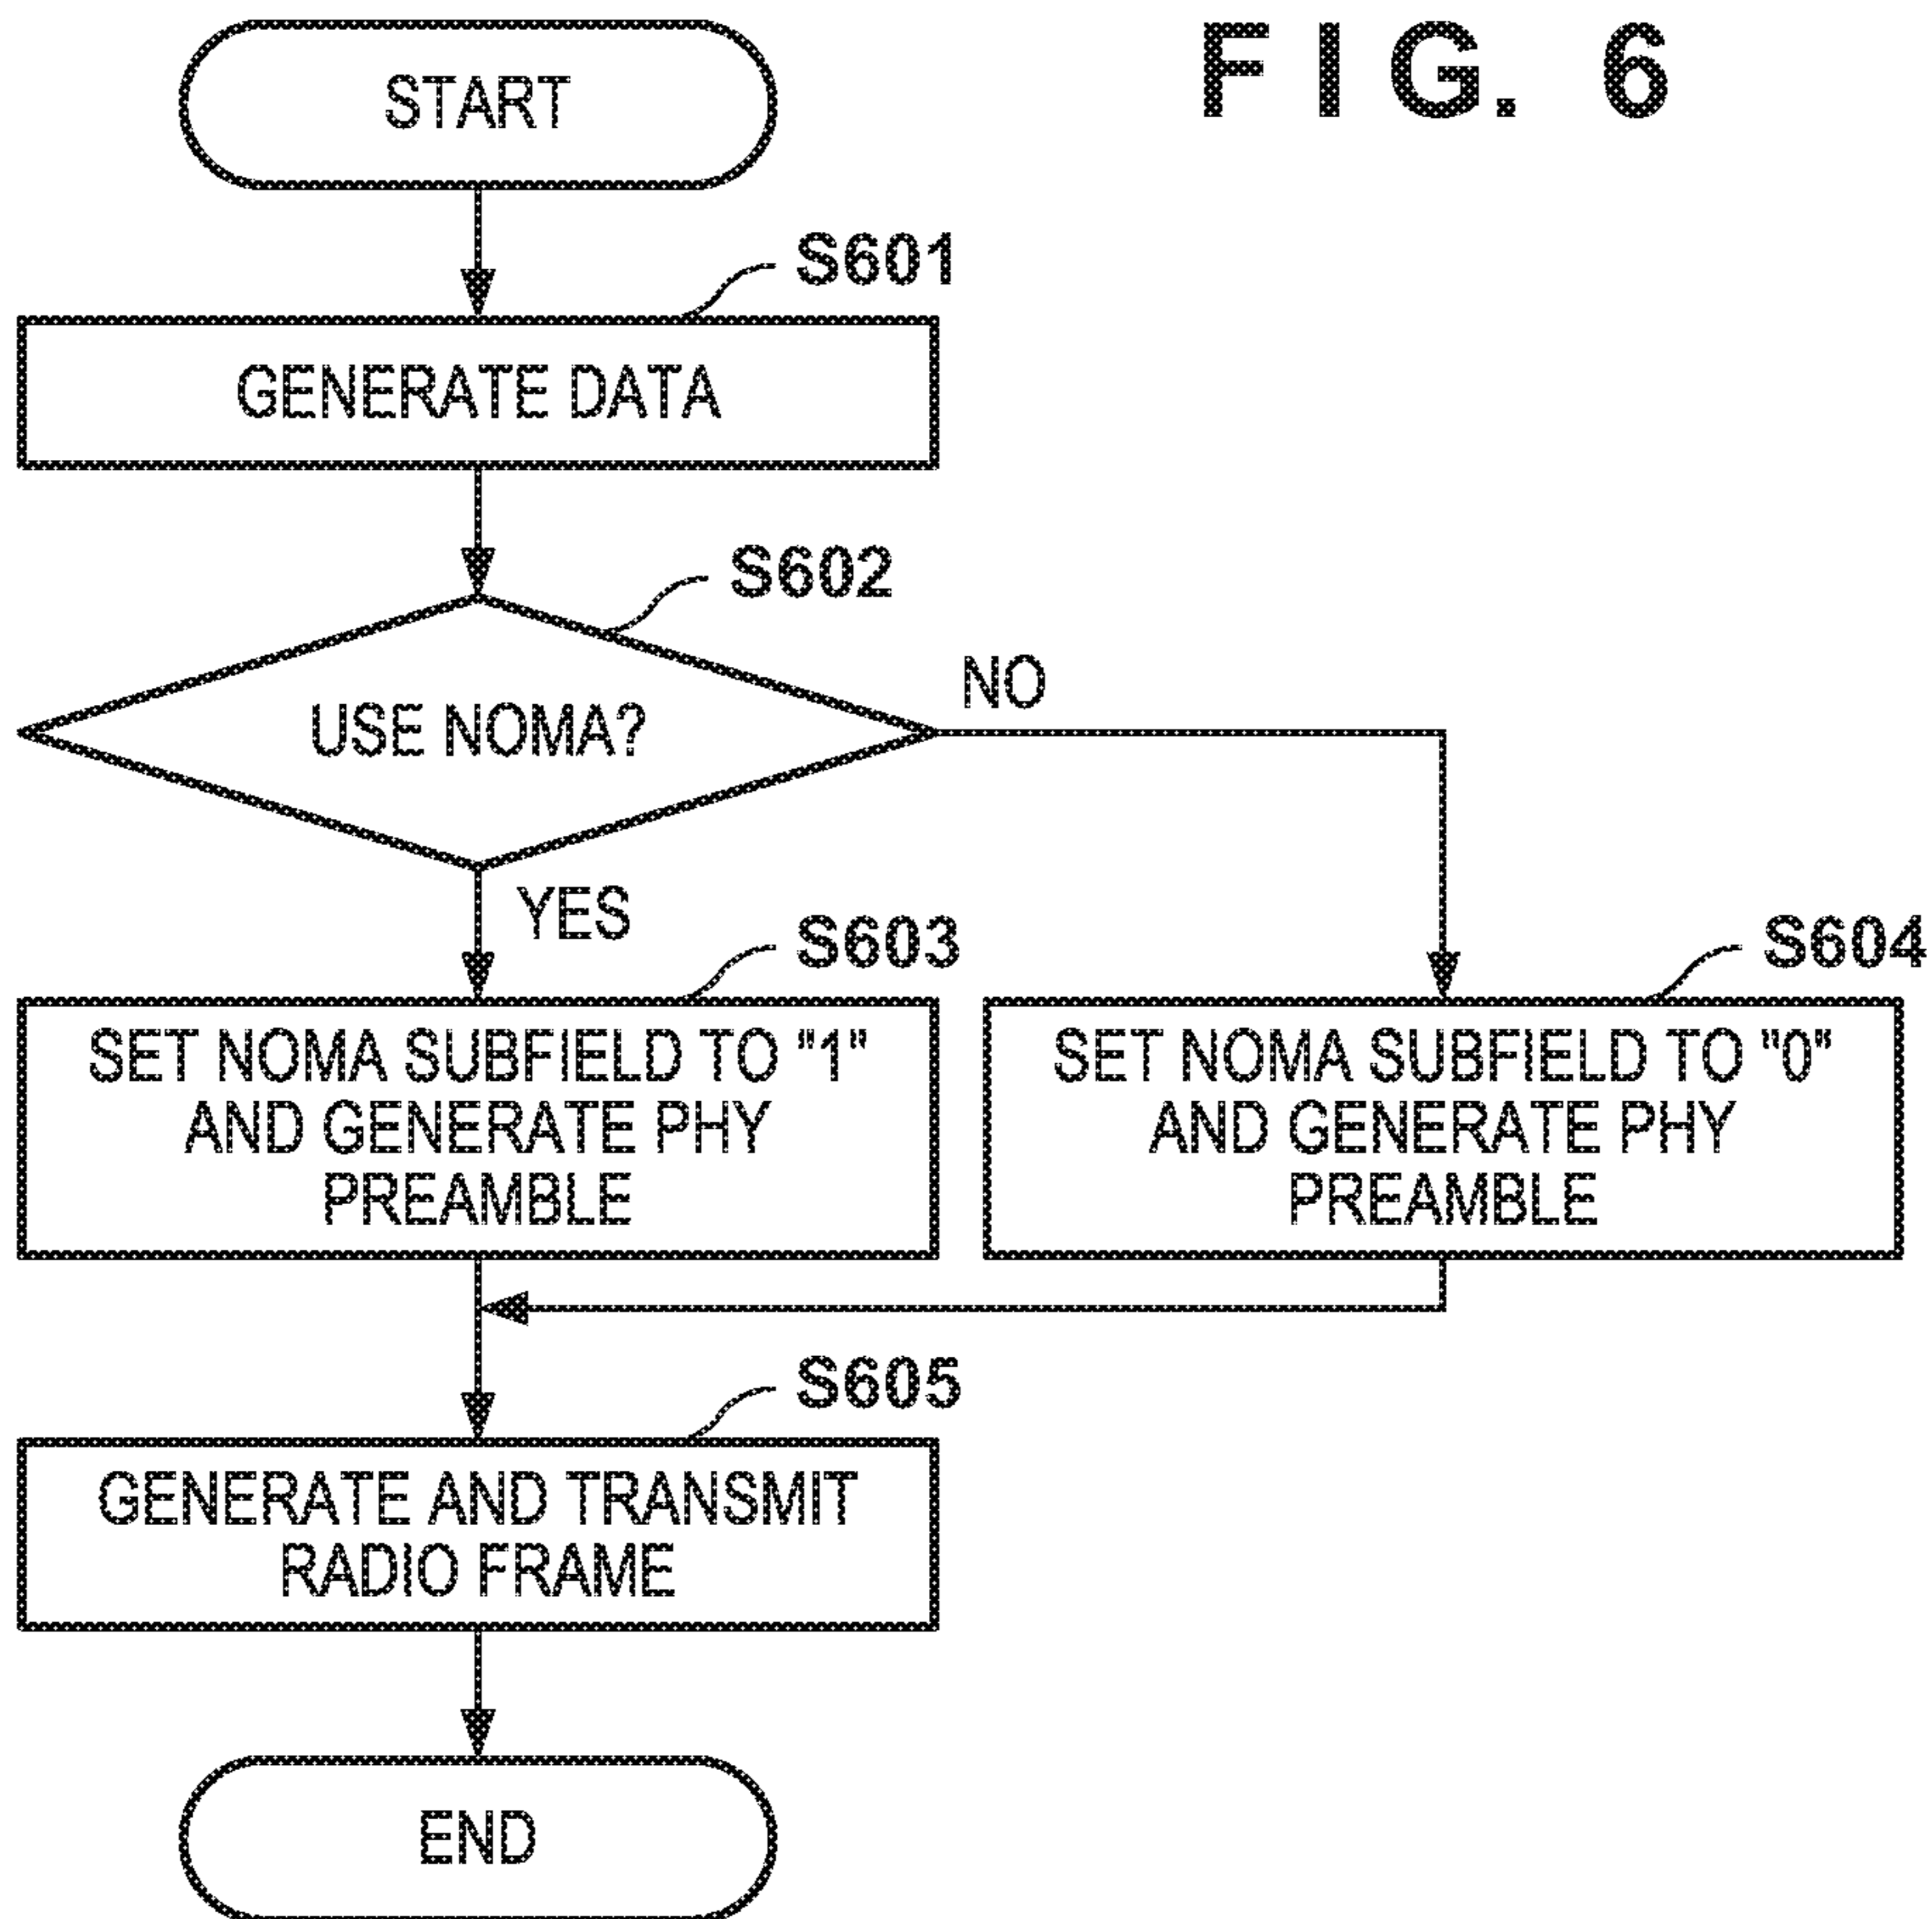 FIG. 6
START
S601
GENERATE DATA
S602
USE NOMA?
NO
YES
S603
SET NOMA SUBFIELD TO "1"
AND GENERATE PHY
PREAMBLE
S604
SET NOMA SUBFIELD TO "0"
AND GENERATE PHY
PREAMBLE
S605
GENERATE AND TRANSMIT
RADIO FRAME
END